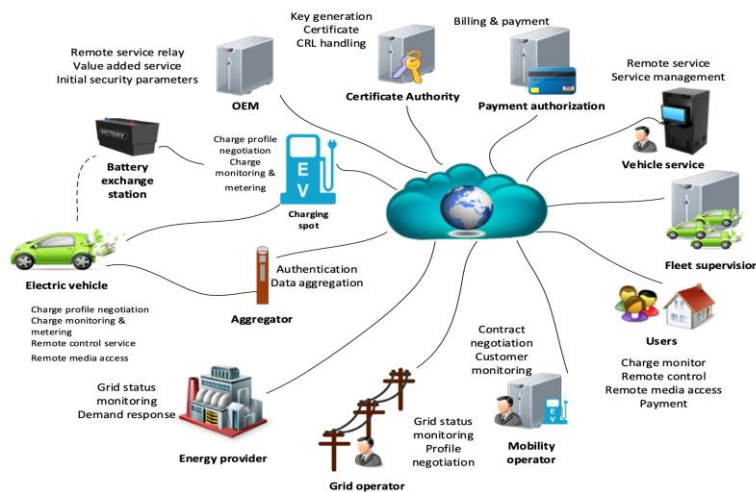 Remote service relay
Value added service
Initial security parameters
OEM
Key generation
Certificate
CRL handling
Certificate Authority
Billing & payment
Payment authorization
Remote service
Service management
Vehicle service
BATTERY
Battery
exchange
station
Charge profile
negotiation
Charge
monitoring &
metering
E
V
Charging
spot
Fleet supervision
Electric vehicle
Charge profile negotiation
Charge monitoring &
metering
Remote control service
Remote media access
Authentication
Data aggregation
Aggregator
Users
Charge monitor
Remote control
Remote media access
Payment
Grid status
monitoring
Demand response
Energy provider
Grid status
monitoring
Profile
negotiation
Grid operator
Contract
negotiation
Customer
monitoring
E
V
Mobility
operator